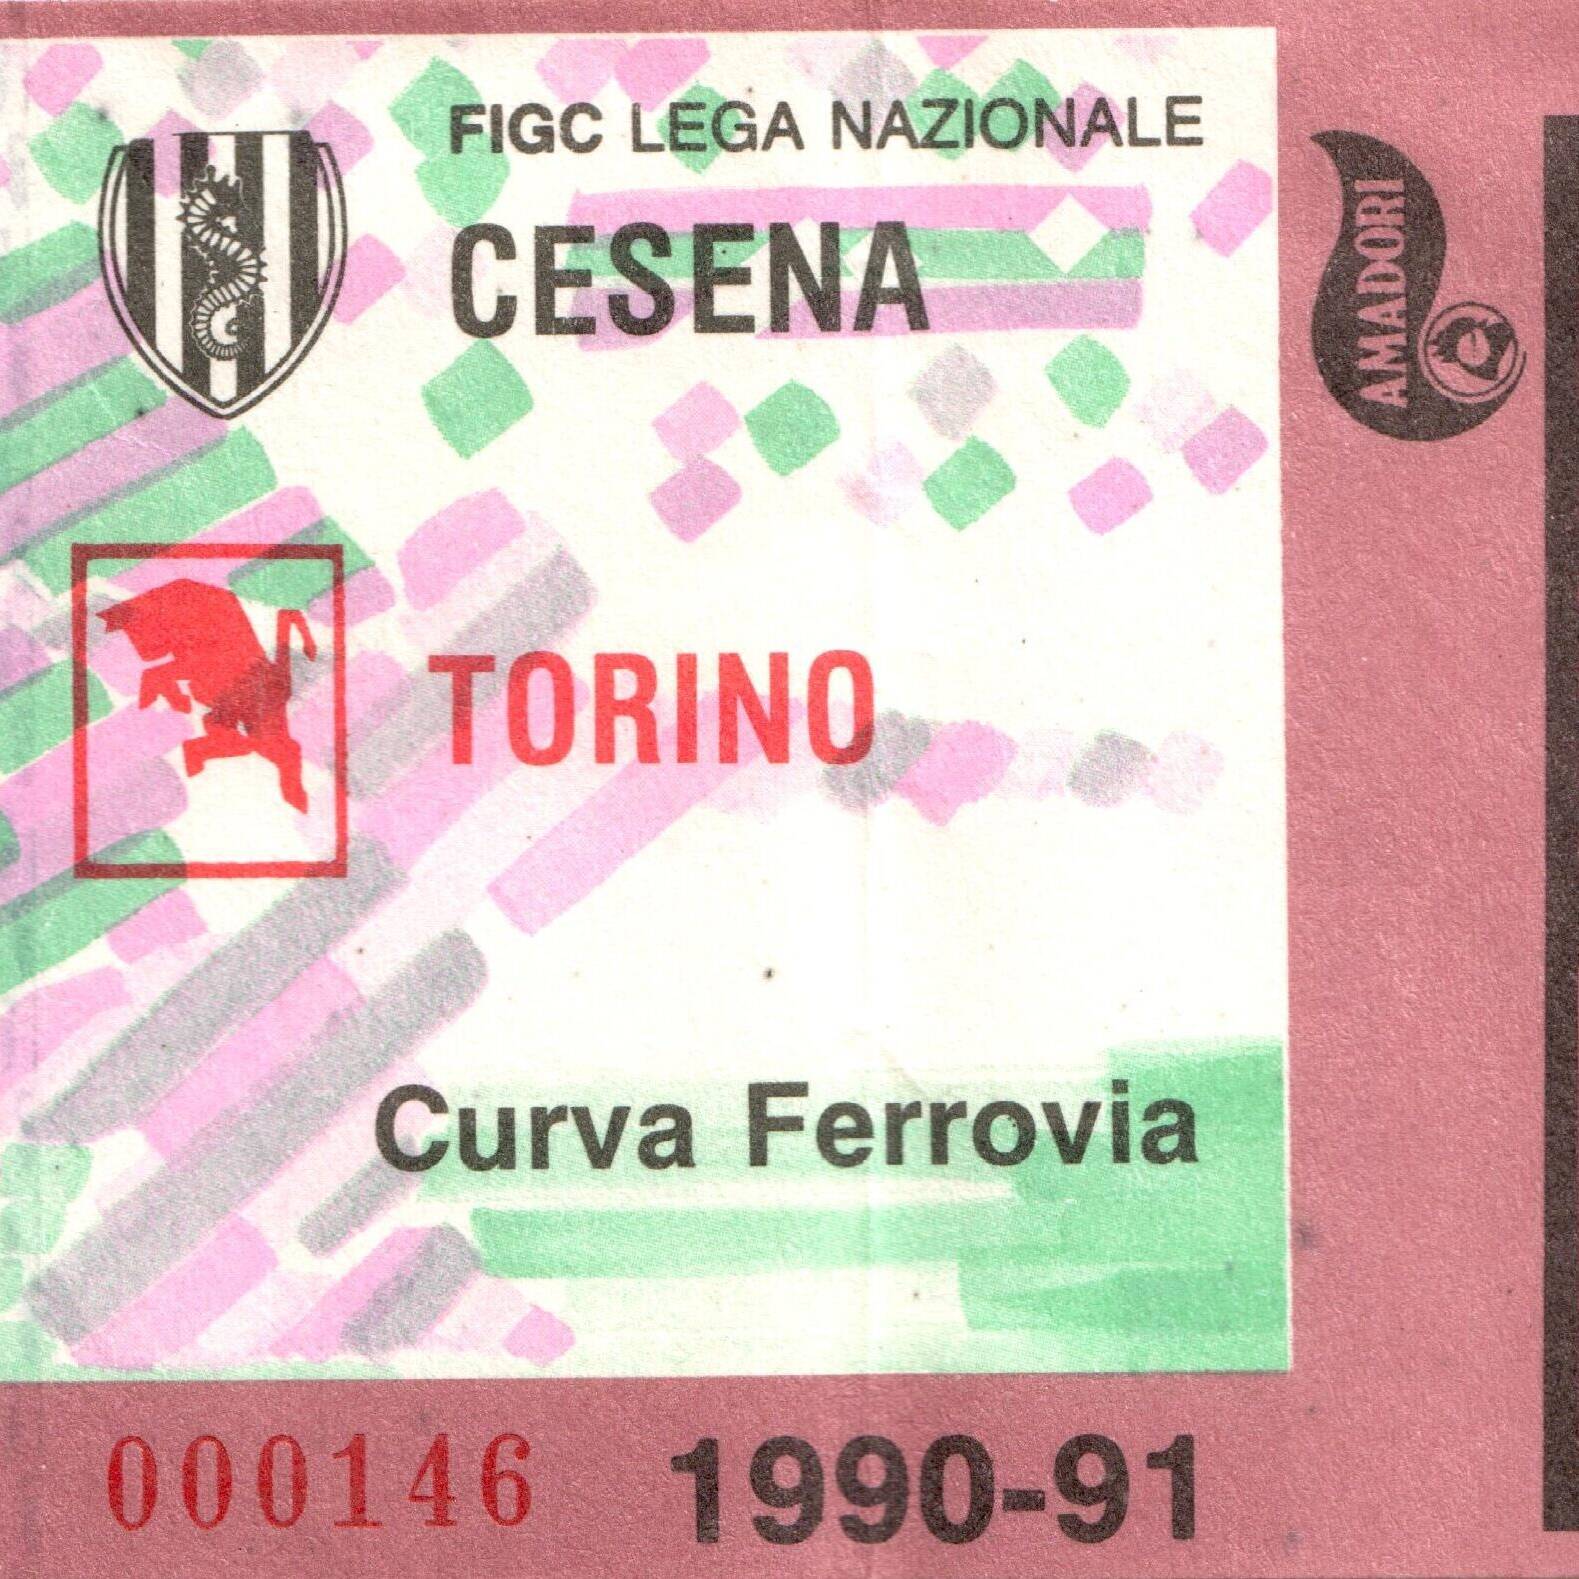 FIGC LEGA NAZIONALE
CESENA
TORINO
Curva Ferrovia
000146
1990-91
AMADORI